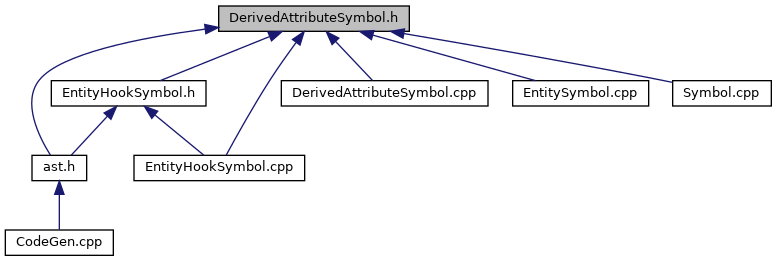 DerivedAttributeSymbol.h
EntityHookSymbol.h
DerivedAttributeSymbol.cpp
EntitySymbol.cpp
Symbol.cpp
ast.h
EntityHookSymbol.cpp
CodeGen.cpp